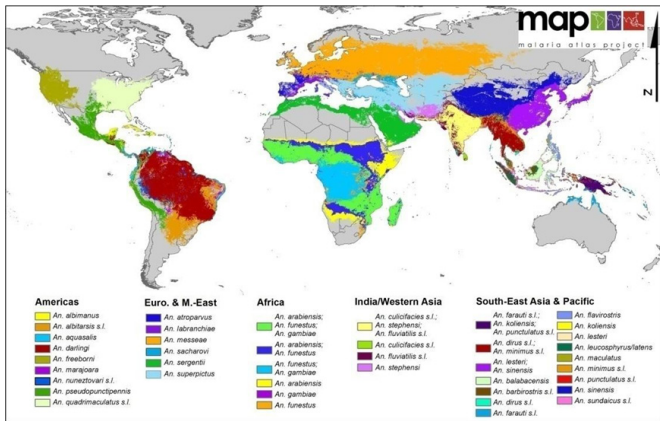 map
malaria atlas project
N
Americas
An. albimanus
An. albitarsis s.l.
An. aquasalis
An. darlingi
An. freeborni
An. marajoara
An. nuneztovari s.l.
An. pseudopunctipennis
An. quadrimaculatus s.l.
Euro. & M.-East
An. atroparvus
An. labranchiae
An. messeae
An. sacharovi
An. sergentii
An. superpictus
Africa
An. arabiensis;
An. funestus;
An. gambiae
An. arabiensis;
An. funestus
An. funestus;
An. gambiae
An. arabiensis
An. gambiae
An. funestus
India/Western Asia
An. culicifacies s.l.;
An. stephensi;
An. fluviatilis s.l.
An. culicifacies s.l.
An. fluviatilis s.l.
An. stephensi
South-East Asia & Pacific
An. farauti s.l.;
An. koliensis;
An. punctulatus s.l.
An. dirus s.l.;
An. minimus s.l.
An. lesteri;
An. sinensis
An. balabacensis
An. barbirostris s.l.
An. dirus s.l.
An. farauti s.l.
An. flavirostris
An. koliensis
An. lesteri
An. leucosphyrus/latens
An. maculatus
An. minimus s.l.
An. punctulatus s.l.
An. sinensis
An. sundaicus s.l.